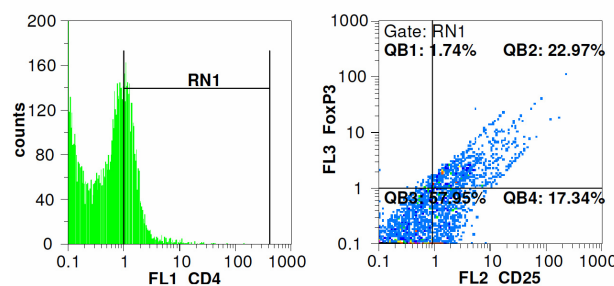 200
160
120
80
40
0
counts
RN1
0.1
1
10
100
1000
FL1 CD4
1000
100
10
1
0.1
FL3 FoxP3
Gate: RN1
QB1: 1.74% QB2: 22.97%
QB3: 57.95% QB4: 17.34%
0.1
1
10
100
1000
FL2 CD25